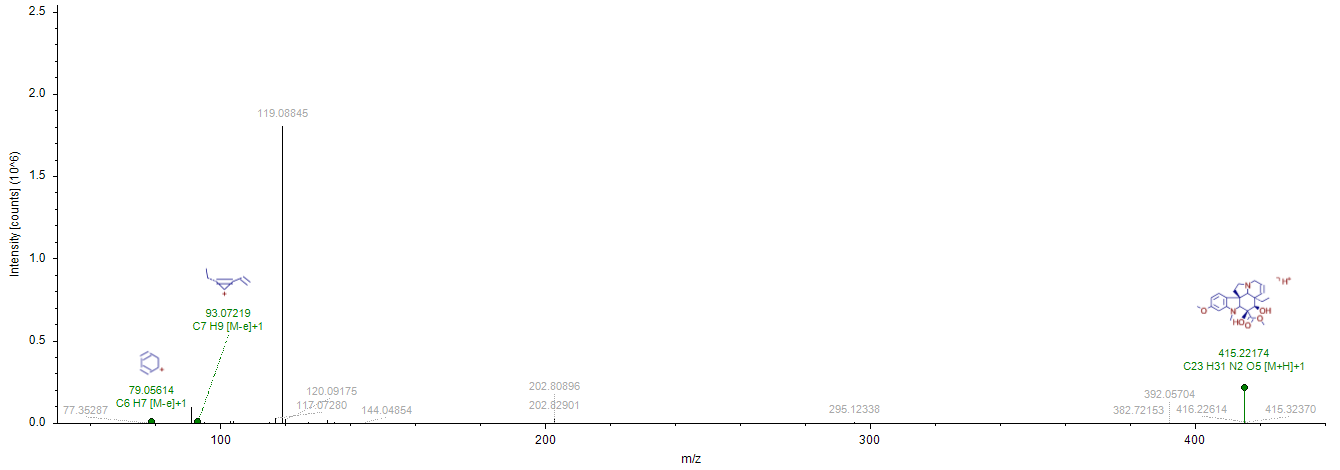 2.5
2.0
1.5
1.0
0.5
0.0
Intensity [counts] (10^6)
119.08845
93.07219
C7 H9 [M-e]+1
79.05614
C6 H7 [M-e]+1
77.35287
120.09175
117.07280
144.04854
202.80896
202.82901
295.12338
382.72153
392.05704
416.22614
415.32370
N
N
O
HO
O
O
OH
H+
415.22174
C23 H31 N2 O5 [M+H]+1
100
200
300
400
m/z